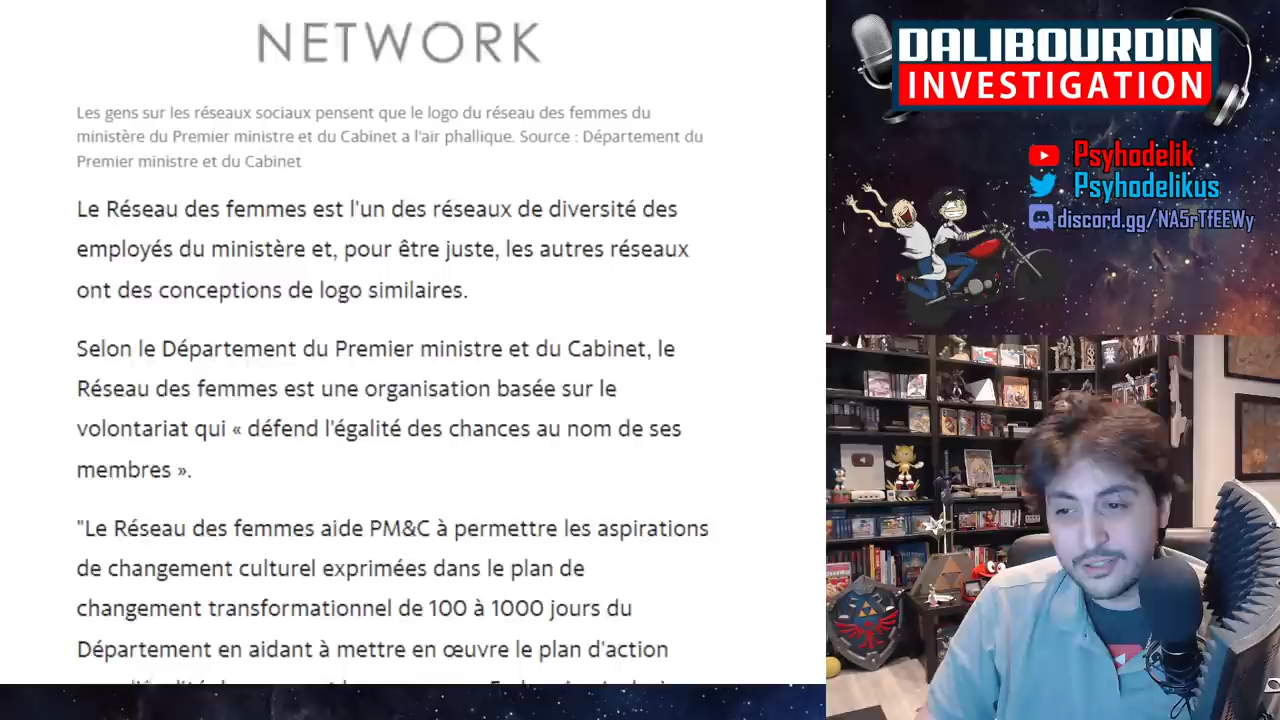 NETWORK
Les gens sur les réseaux sociaux pensent que le logo du réseau des femmes du
ministère du Premier ministre et du Cabinet a l'air phallique. Source : Département du
Premier ministre et du Cabinet
Le Réseau des femmes est l'un des réseaux de diversité des
employés du ministère et, pour être juste, les autres réseaux
ont des conceptions de logo similaires.
Selon le Département du Premier ministre et du Cabinet, le
Réseau des femmes est une organisation basée sur le
volontariat qui « défend l'égalité des chances au nom de ses
membres ».
"Le Réseau des femmes aide PM&C à permettre les aspirations
de changement culturel exprimées dans le plan de
changement transformationnel de 100 à 1000 jours du
Département en aidant à mettre en œuvre le plan d'action
DALIBOURDIN
INVESTIGATION
Psyhodelik
Psyhodelikus
discord.gg/NA5rTfEEWy